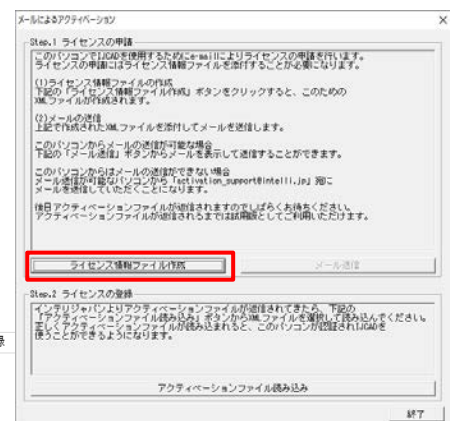 メールによるアクティベーション
Step.1 ライセンスの申請
このパソコンでIJCADを使用するためにe-mailによりライセンスの申請を行います。
ライセンスの申請にはライセンス情報ファイルを添付することが必要になります。
(1)ライセンス情報ファイルの作成
下記の「ライセンス情報ファイル作成」ボタンをクリックすると、このための
XMLファイルが作成されます。
(2)メールの送信
上記で作成されたXMLファイルを添付してメールを送信します。
このパソコンからメールの送信が可能な場合
下記の「メール送信」ボタンからメールを表示して送信することができます。
このパソコンからはメールの送信ができない場合
メール送信が可能なパソコンから「activation_support@intelli.jp」宛に
メールを送信していただくことになります。
後日アクティベーションファイルが返信されますのでしばらくお待ちください。
アクティベーションファイルが返信されるまでは試用版としてご利用いただけます。
ライセンス情報ファイル作成
メール送信
Step.2 ライセンスの登録
インテリジャパンよりアクティベーションファイルが返信されてきたら、下記の
「アクティベーションファイル読み込み」ボタンからXMLファイルを選択して読み込んでください。
正しくアクティベーションファイルが読み込まれると、このパソコンが認証されIJCADを
使うことができるようになります。
アクティベーションファイル読み込み
終了